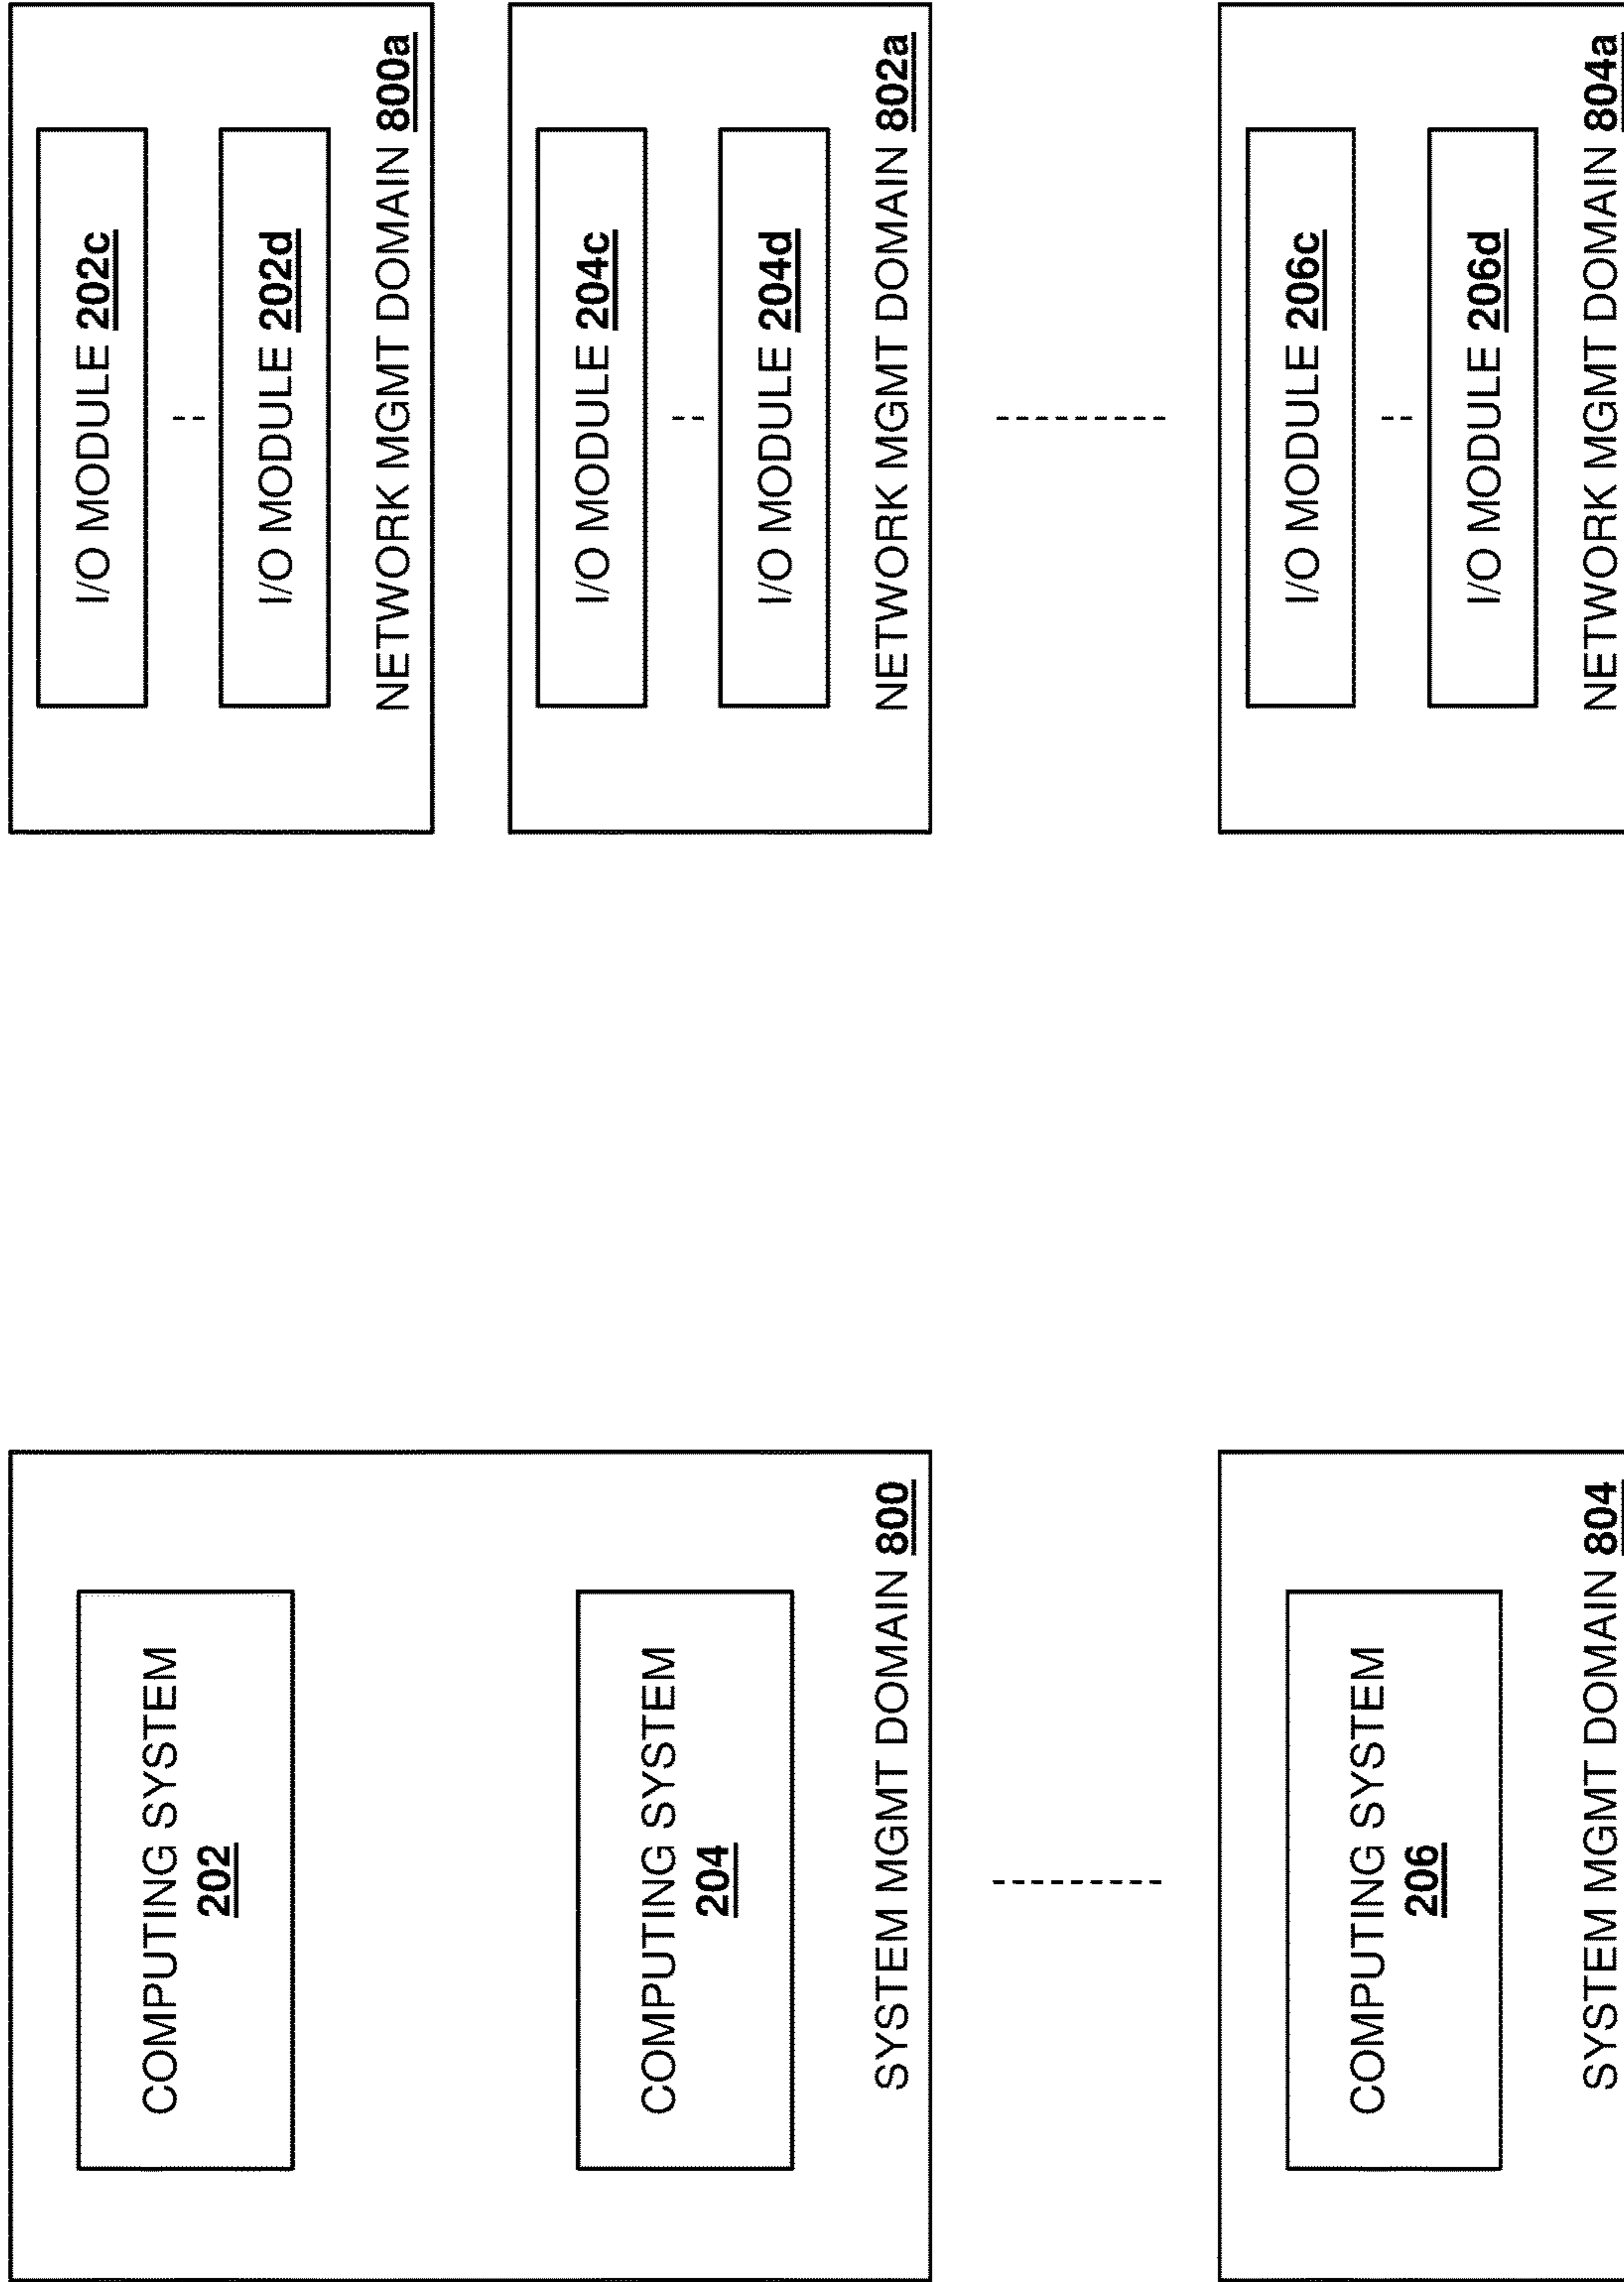 COMPUTING SYSTEM
202
COMPUTING SYSTEM
204
SYSTEM MGMT DOMAIN 800
COMPUTING SYSTEM
206
SYSTEM MGMT DOMAIN 804
I/O MODULE 202c
I/O MODULE 202d
NETWORK MGMT DOMAIN 800a
I/O MODULE 204c
I/O MODULE 204d
NETWORK MGMT DOMAIN 802a
I/O MODULE 206c
I/O MODULE 206d
NETWORK MGMT DOMAIN 804a